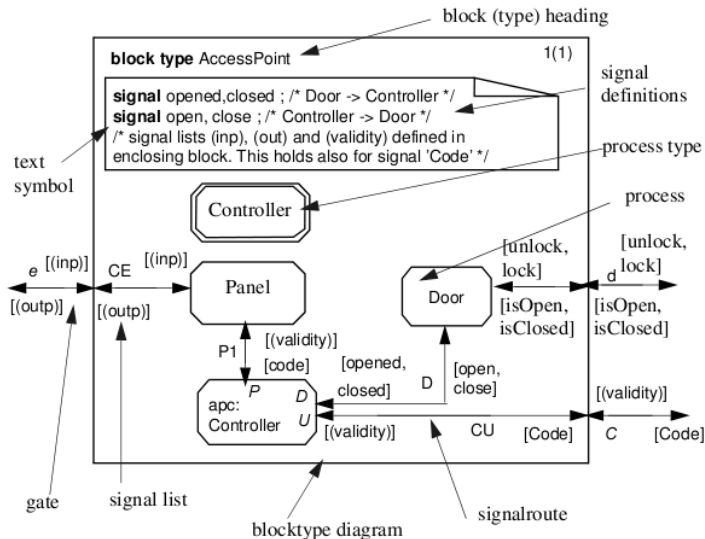 block (type) heading
block type AccessPoint
1(1)
signal opened,closed ; /* Door -> Controller */
signal open, close ; /* Controller -> Door */
/* signal lists (inp), (out) and (validity) defined in
enclosing block. This holds also for signal 'Code' */
signal
definitions
text
symbol
process type
Controller
process
e
[(inp)]
CE
[(inp)]
[(outp)]
[(outp)]
Panel
Door
[unlock,
lock]
[isOpen,
isClosed]
d
[unlock,
lock]
[isOpen,
isClosed]
P1
[(validity)]
[code]
[opened,
closed]
D
[open,
close]
P
D
apc:
Controller
U
[(validity)]
CU
[Code]
[(validity)]
C
[Code]
gate
signal list
blocktype diagram
signalroute